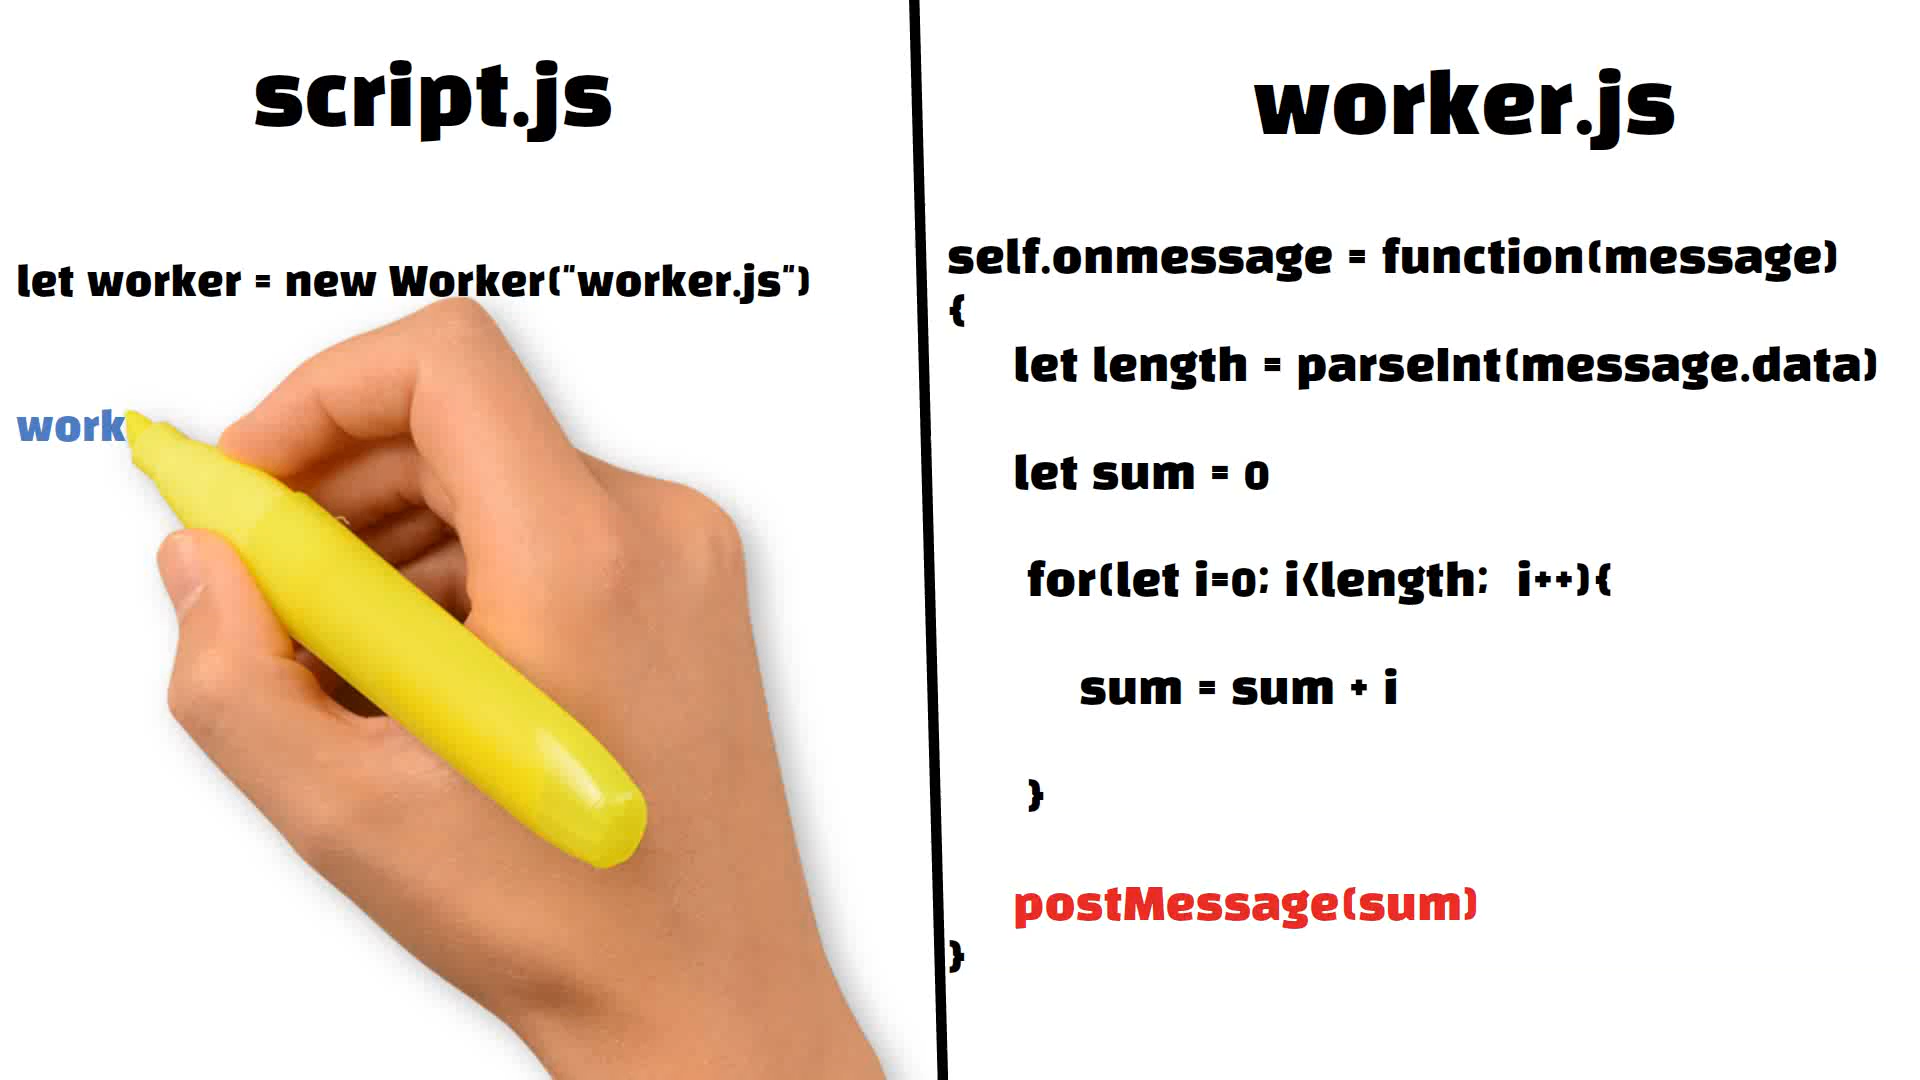 script.js
let worker = new Worker("worker.js")
work
worker.js
self.onmessage = function(message)
{
let length = parseInt(message.data)
let sum = 0
for(let i=0; i<length; i++){
sum = sum + i
}
postMessage(sum)
}